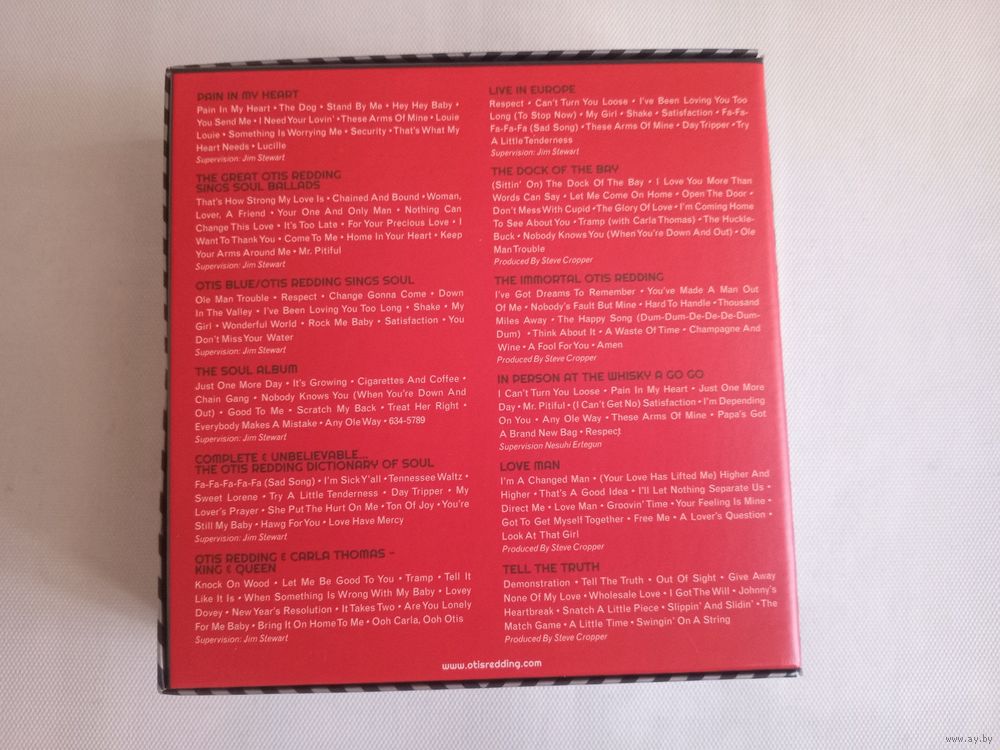 PAIN IN MY HEART
Pain In My Heart • The Dog • Stand By Me • Hey Hey Baby •
You Send Me • I Need Your Lovin' • These Arms Of Mine • Louie
Louie • Something Is Worrying Me • Security • That's What My
Heart Needs • Lucille
Supervision: Jim Stewart
THE GREAT OTIS REDDING
SINGS SOUL BALLADS
That's How Strong My Love Is • Chained And Bound • Woman,
Lover, A Friend • Your One And Only Man • Nothing Can
Change This Love • It's Too Late • For Your Precious Love • I
Want To Thank You • Come To Me • Home In Your Heart • Keep
Your Arms Around Me • Mr. Pitiful
Supervision: Jim Stewart
OTIS BLUE/OTIS REDDING SINGS SOUL
Ole Man Trouble • Respect • Change Gonna Come • Down
In The Valley • I've Been Loving You Too Long • Shake • My
Girl • Wonderful World • Rock Me Baby • Satisfaction • You
Don't Miss Your Water
Supervision: Jim Stewart
THE SOUL ALBUM
Just One More Day • It's Growing • Cigarettes And Coffee •
Chain Gang • Nobody Knows You (When You're Down And
Out) • Good To Me • Scratch My Back • Treat Her Right •
Everybody Makes A Mistake • Any Ole Way • 634-5789
Supervision: Jim Stewart
COMPLETE & UNBELIEVABLE...
THE OTIS REDDING DICTIONARY OF SOUL
Fa-Fa-Fa-Fa-Fa (Sad Song) • I'm Sick Y'all • Tennessee Waltz •
Sweet Lorene • Try A Little Tenderness • Day Tripper • My
Lover's Prayer • She Put The Hurt On Me • Ton Of Joy • You're
Still My Baby • Hawg For You • Love Have Mercy
Supervision: Jim Stewart
OTIS REDDING & CARLA THOMAS –
KING & QUEEN
Knock On Wood • Let Me Be Good To You • Tramp • Tell It
Like It Is • When Something Is Wrong With My Baby • Lovey
Dovey • New Year's Resolution • It Takes Two • Are You Lonely
For Me Baby • Bring It On Home To Me • Ooh Carla, Ooh Otis
Supervision: Jim Stewart
LIVE IN EUROPE
Respect • Can't Turn You Loose • I've Been Loving You Too
Long (To Stop Now) • My Girl • Shake • Satisfaction • Fa-Fa-
Fa-Fa-Fa (Sad Song) • These Arms Of Mine • Day Tripper • Try
A Little Tenderness
Supervision: Jim Stewart
THE DOCK OF THE BAY
(Sittin' On) The Dock Of The Bay • I Love You More Than
Words Can Say • Let Me Come On Home • Open The Door •
Don't Mess With Cupid • The Glory Of Love • I'm Coming Home
To See About You • Tramp (with Carla Thomas) • The Huckle-
Buck • Nobody Knows You (When You're Down And Out) • Ole
Man Trouble
Produced By Steve Cropper
THE IMMORTAL OTIS REDDING
I've Got Dreams To Remember • You've Made A Man Out
Of Me • Nobody's Fault But Mine • Hard To Handle • Thousand
Miles Away • The Happy Song (Dum-Dum-De-De-De-Dum-
Dum) • Think About It • A Waste Of Time • Champagne And
Wine • A Fool For You • Amen
Produced By Steve Cropper
IN PERSON AT THE WHISKY A GO GO
I Can't Turn You Loose • Pain In My Heart • Just One More
Day • Mr. Pitiful • (I Can't Get No) Satisfaction • I'm Depending
On You • Any Ole Way • These Arms Of Mine • Papa's Got
A Brand New Bag • Respect
Supervision Nesuhi Ertegun
LOVE MAN
I'm A Changed Man • (Your Love Has Lifted Me) Higher And
Higher • That's A Good Idea • I'll Let Nothing Separate Us •
Direct Me • Love Man • Groovin' Time • Your Feeling Is Mine •
Got To Get Myself Together • Free Me • A Lover's Question •
Look At That Girl
Produced By Steve Cropper
TELL THE TRUTH
Demonstration • Tell The Truth • Out Of Sight • Give Away
None Of My Love • Wholesale Love • I Got The Will • Johnny's
Heartbreak • Snatch A Little Piece • Slippin' And Slidin' • The
Match Game • A Little Time • Swingin' On A String
Produced By Steve Cropper
www.otisredding.com
www.ay.by